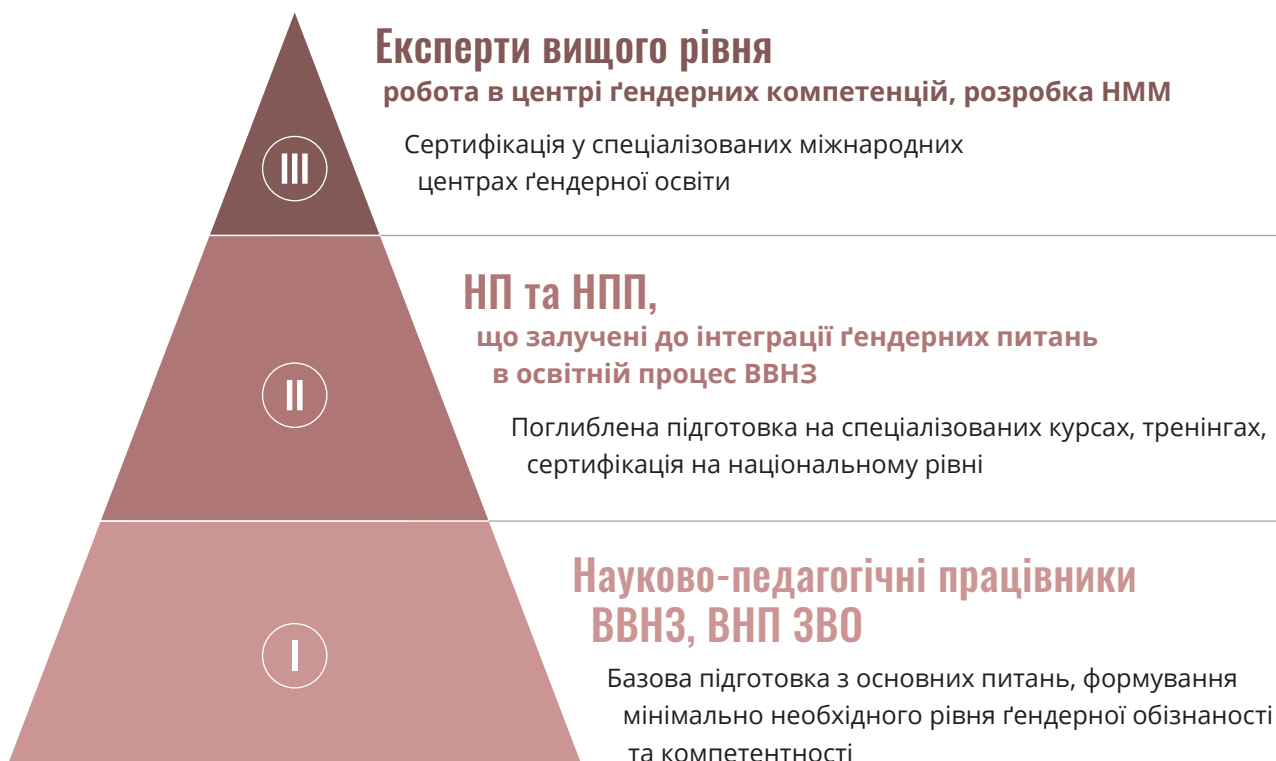 Експерти вищого рівня
робота в центрі ґендерних компетенцій, розробка НММ
Сертифікація у спеціалізованих міжнародних
центрах ґендерної освіти
III
НП та НПП,
що залучені до інтеграції ґендерних питань
в освітній процес ВВНЗ
II
Поглиблена підготовка на спеціалізованих курсах, тренінгах,
сертифікація на національному рівні
Науково-педагогічні працівники
ВВНЗ, ВНП ЗВО
I
Базова підготовка з основних питань, формування
мінімально необхідного рівня ґендерної обізнаності
та компетентності